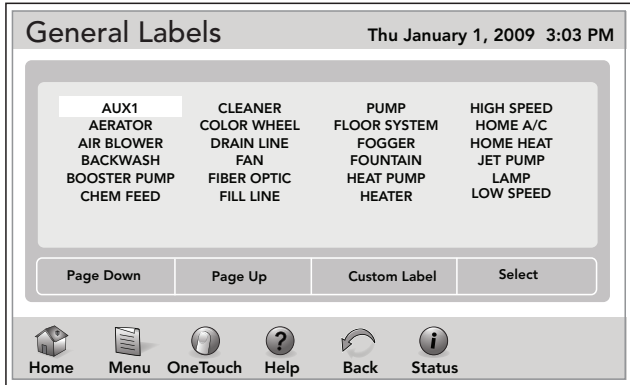 General Labels Thu January 1, 2009 3:03 PM
AUX1 CLEANER PUMP HIGH SPEED
AERATOR COLOR WHEEL FLOOR SYSTEM HOME A/C
AIR BLOWER DRAIN LINE FOGGER HOME HEAT
BACKWASH FAN FOUNTAIN JET PUMP
BOOSTER PUMP FIBER OPTIC HEAT PUMP LAMP
CHEM FEED FILL LINE HEATER LOW SPEED
Page Down Page Up Custom Label Select
? i
Home Menu OneTouch Help Back Status